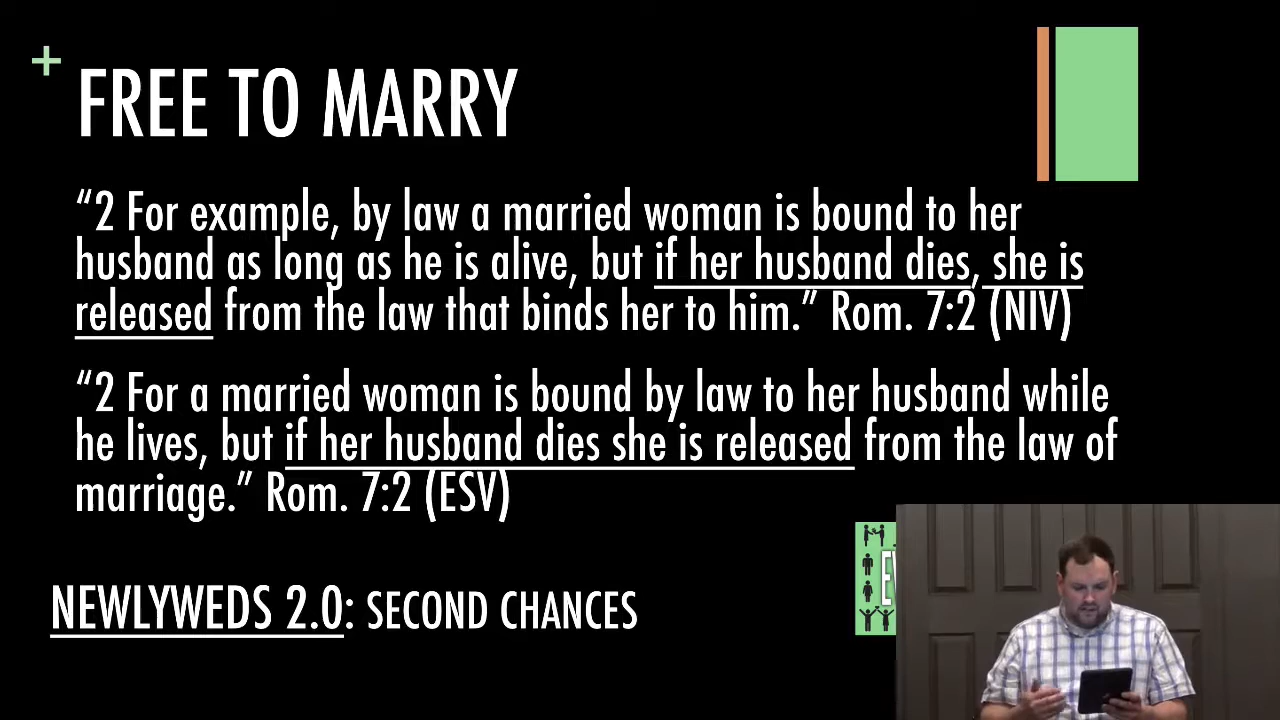 +
FREE TO MARRY
“2 For example, by law a married woman is bound to her
husband as long as he is alive, but if her husband dies, she is
released from the law that binds her to him.” Rom. 7:2 (NIV)
“2 For a married woman is bound by law to her husband while
he lives, but if her husband dies she is released from the law of
marriage.” Rom. 7:2 (ESV)
NEWLYWEDS 2.0: SECOND CHANCES